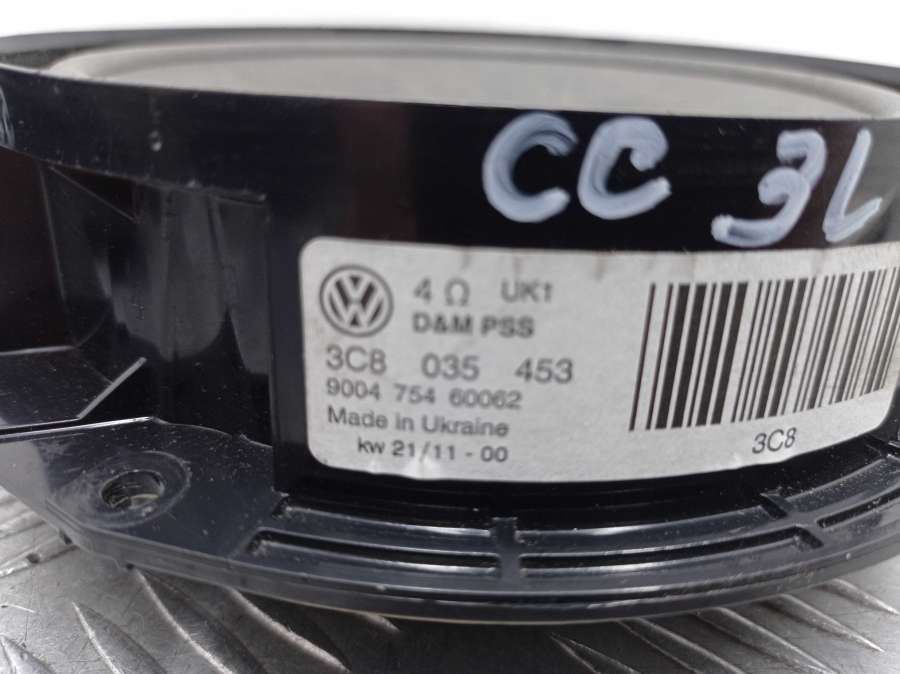 CC 3L
4 Ω UK1
D&M PSS
3C8 035 453
9004 754 60062
Made in Ukraine
kw 21/11 - 00
3C8